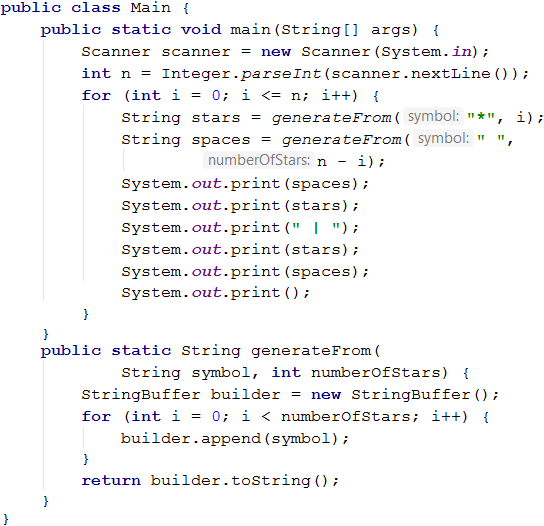 public class Main {
    public static void main(String[] args) {
        Scanner scanner = new Scanner(System.in);
        int n = Integer.parseInt(scanner.nextLine());
        for (int i = 0; i <= n; i++) {
            String stars = generateFrom( symbol: "*", i);
            String spaces = generateFrom( symbol: " ",
                    numberOfStars: n - i);
            System.out.print(spaces);
            System.out.print(stars);
            System.out.print(" | ");
            System.out.print(stars);
            System.out.print(spaces);
            System.out.print();
        }
    }
    public static String generateFrom(
            String symbol, int numberOfStars) {
        StringBuffer builder = new StringBuffer();
        for (int i = 0; i < numberOfStars; i++) {
            builder.append(symbol);
        }
        return builder.toString();
    }
}